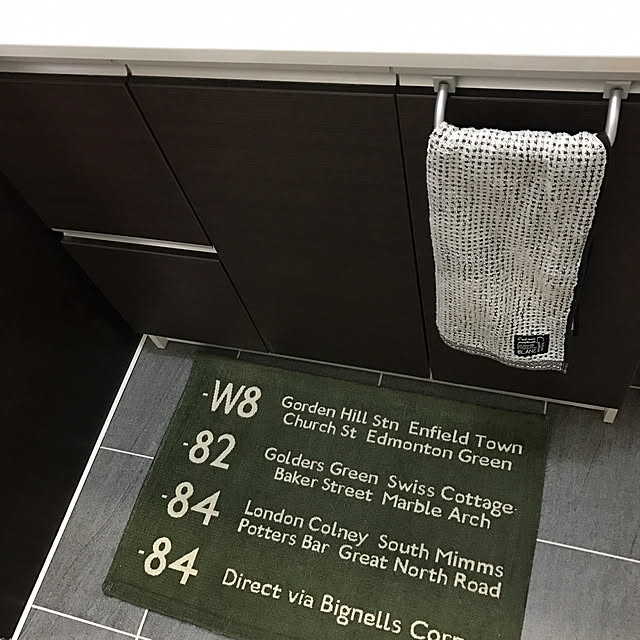 -W8 Gorden Hill Stn Enfield Town
Church St Edmonton Green
-82 Golders Green Swiss Cottage
Baker Street Marble Arch
-84 London Colney South Mimms
Potters Bar Great North Road
-84 Direct via Bignells Corn